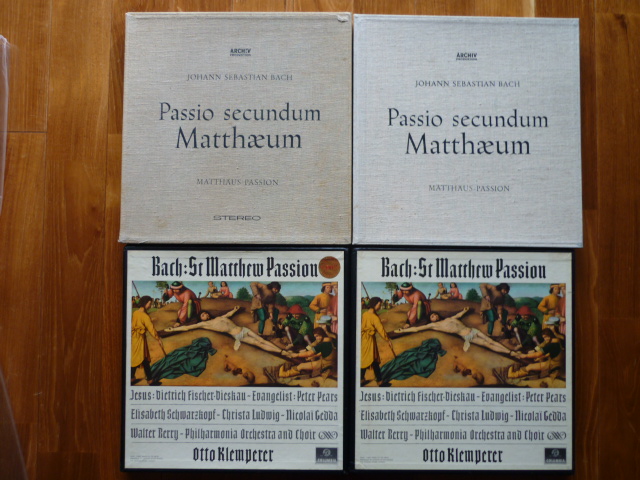 ARCHIV
PRODUKTION
JOHANN SEBASTIAN BACH
Passio secundum
Matthæum
MATTHÄUS-PASSION
STEREO
ARCHIV
PRODUKTION
JOHANN SEBASTIAN BACH
Passio secundum
Matthæum
MATTHÄUS-PASSION
Bach: St Matthew Passion
Jesus: Dietrich Fischer-Dieskau - Evangelist: Peter Pears
Elisabeth Schwarzkopf - Christa Ludwig - Nicolai Gedda
Walter Berry - Philharmonia Orchestra and Choir
Otto Klemperer
COLUMBIA
Bach: St Matthew Passion
Jesus: Dietrich Fischer-Dieskau - Evangelist: Peter Pears
Elisabeth Schwarzkopf - Christa Ludwig - Nicolai Gedda
Walter Berry - Philharmonia Orchestra and Choir
Otto Klemperer
COLUMBIA